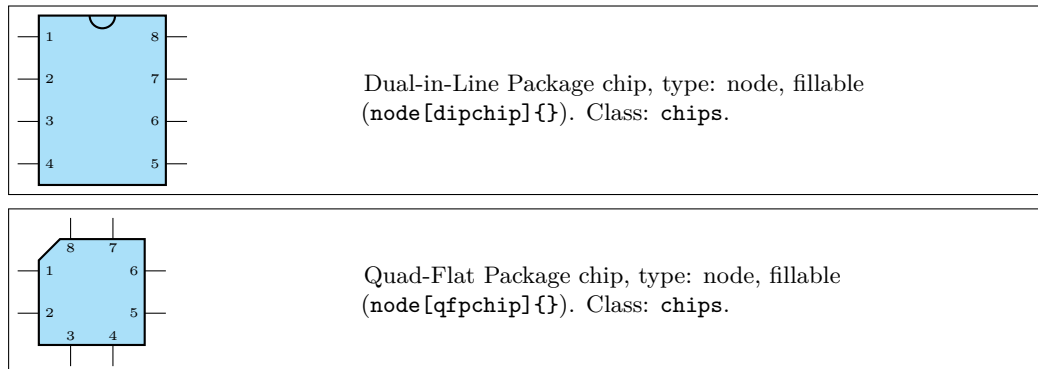 1 8
2 7
3 6
4 5
Dual-in-Line Package chip, type: node, fillable
(node[dipchip]{}). Class: chips.
8 7
1 6
2 5
3 4
Quad-Flat Package chip, type: node, fillable
(node[qfpchip]{}). Class: chips.